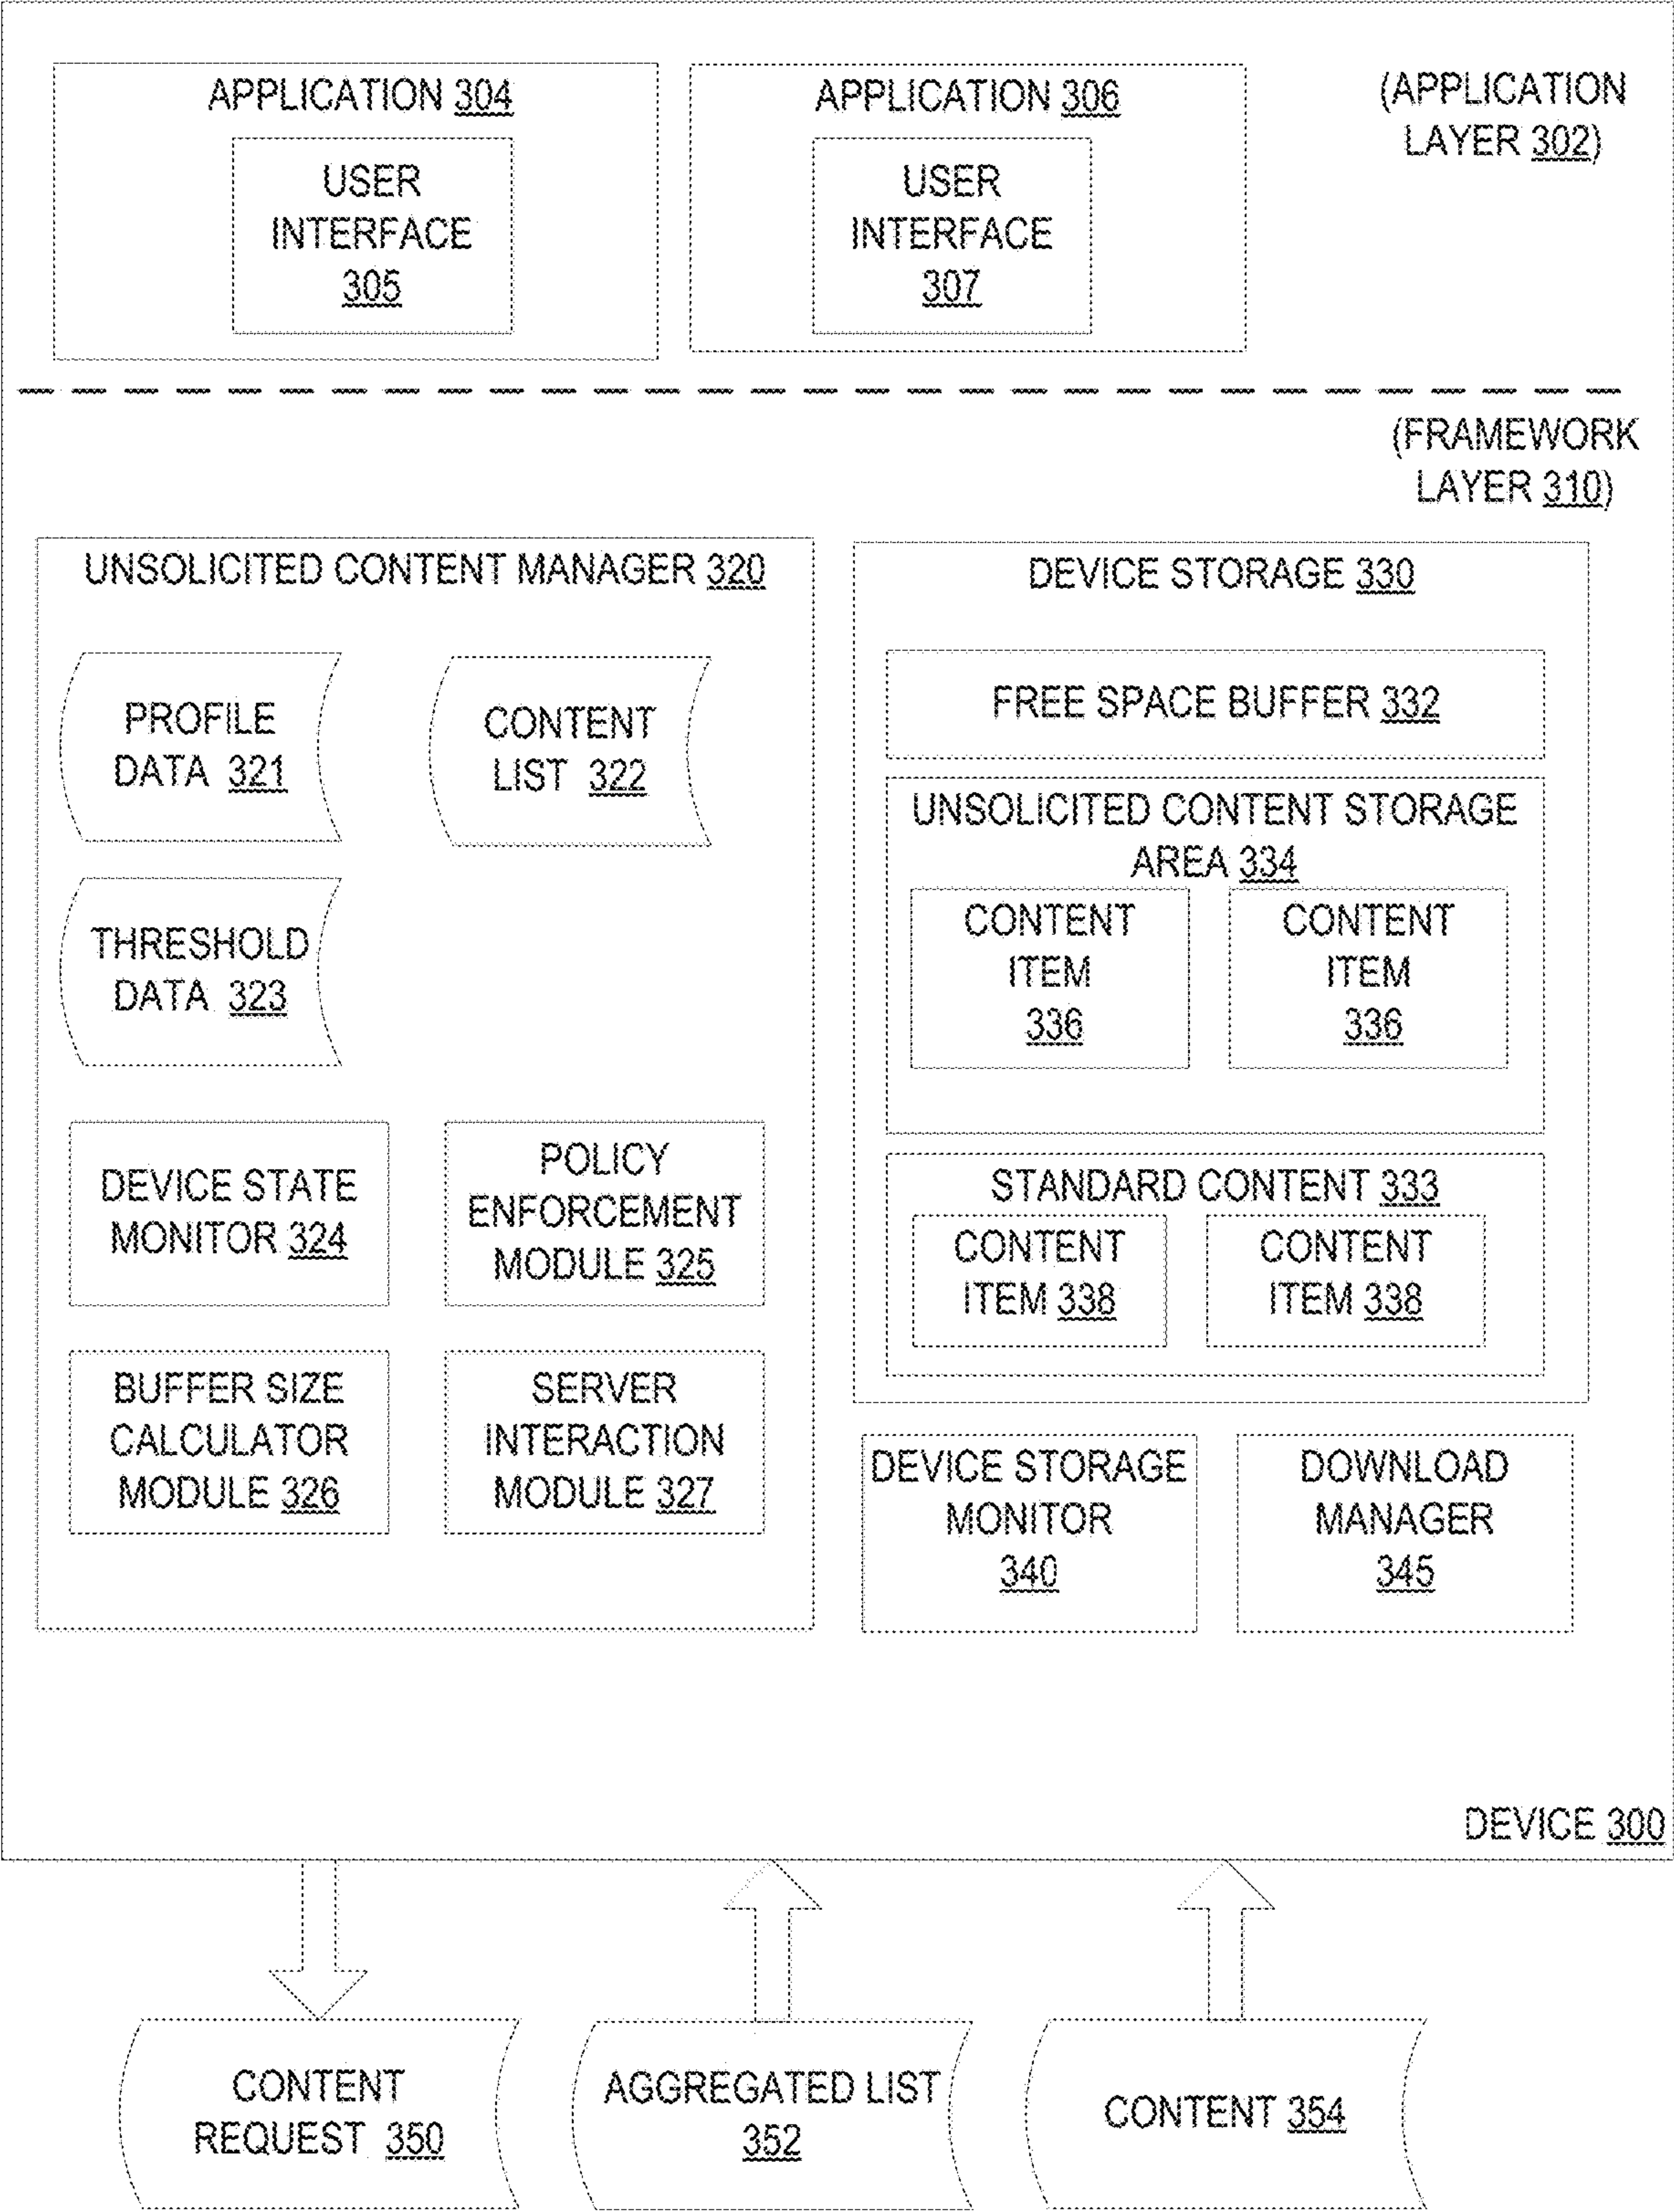 APPLICATION 304
USER
INTERFACE
305
APPLICATION 306
USER
INTERFACE
307
(APPLICATION
LAYER 302)
(FRAMEWORK
LAYER 310)
UNSOLICITED CONTENT MANAGER 320
PROFILE
DATA 321
CONTENT
LIST 322
THRESHOLD
DATA 323
DEVICE STATE
MONITOR 324
POLICY
ENFORCEMENT
MODULE 325
BUFFER SIZE
CALCULATOR
MODULE 326
SERVER
INTERACTION
MODULE 327
DEVICE STORAGE 330
FREE SPACE BUFFER 332
UNSOLICITED CONTENT STORAGE
AREA 334
CONTENT
ITEM
336
CONTENT
ITEM
336
STANDARD CONTENT 333
CONTENT
ITEM 338
CONTENT
ITEM 338
DEVICE STORAGE
MONITOR
340
DOWNLOAD
MANAGER
345
DEVICE 300
CONTENT
REQUEST 350
AGGREGATED LIST
352
CONTENT 354